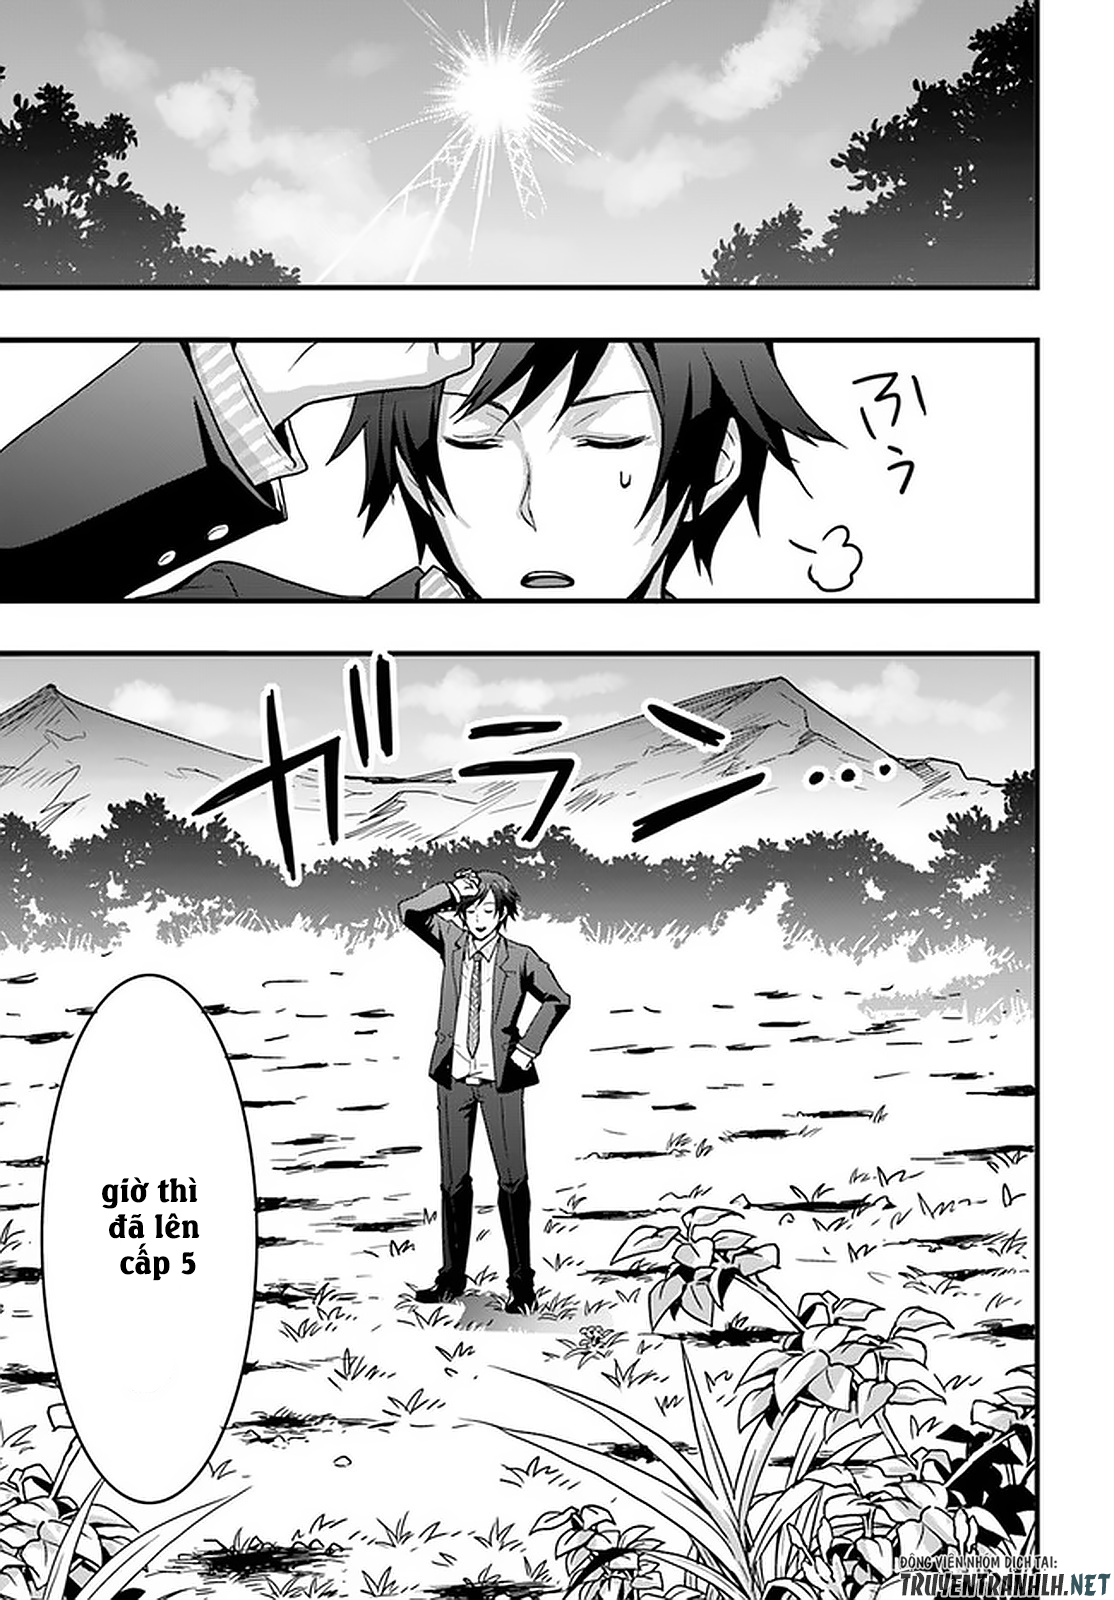 ふぅ
ガラン…
giờ thì
đã lên
cấp 5
ĐỘNG VIÊN NHÓM DỊCH TẠI:
TRUYENTRANHLH.NET